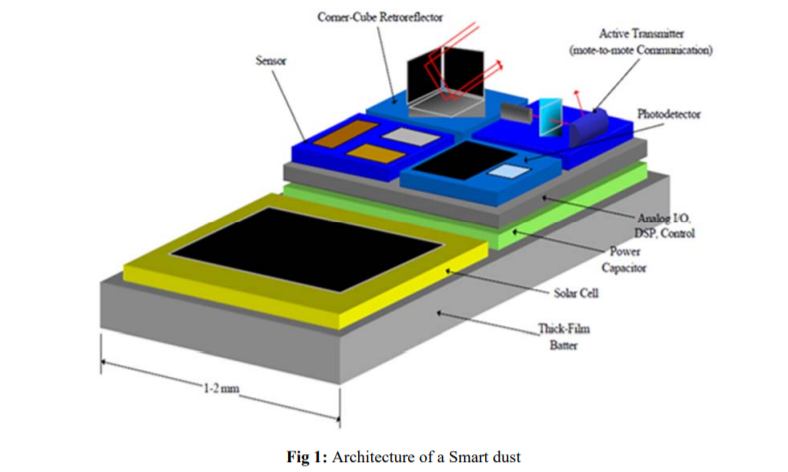 Corner-Cube Retroreflector
Sensor
Active Transmitter
(mote-to-mote Communication)
Photodetector
Analog I/O,
DSP, Control
Power
Capacitor
Solar Cell
Thick-Film
Batter
1-2 mm
Fig 1: Architecture of a Smart dust